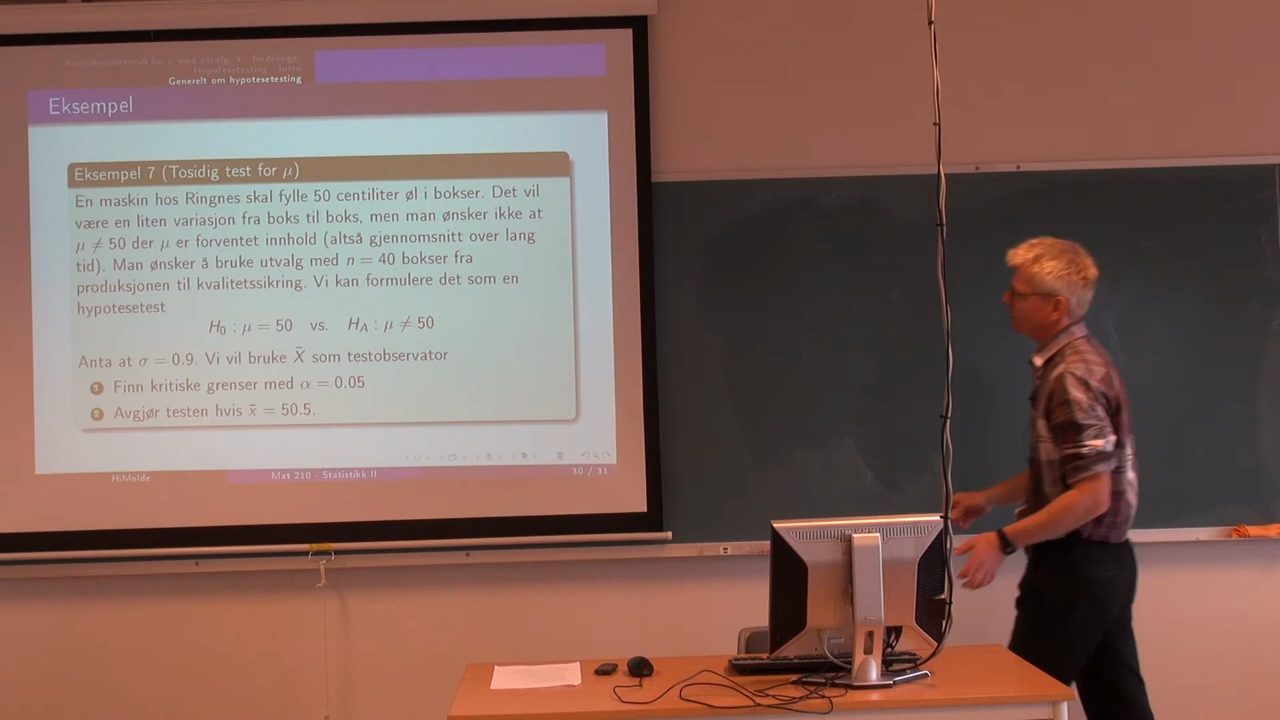 Hypotesetesting - Intro
Generelt om hypotesetesting
Eksempel
Eksempel 7 (Tosidig test for μ)
En maskin hos Ringnes skal fylle 50 centiliter øl i bokser. Det vil
være en liten variasjon fra boks til boks, men man ønsker ikke at
μ ≠ 50 der μ er forventet innhold (altså gjennomsnitt over lang
tid). Man ønsker å bruke utvalg med n = 40 bokser fra
produksjonen til kvalitetssikring. Vi kan formulere det som en
hypotesetest
H₀ : μ = 50 vs. H_A : μ ≠ 50
Anta at σ = 0.9. Vi vil bruke X̄ som testobservator
1 Finn kritiske grenser med α = 0.05
2 Avgjør testen hvis x̄ = 50.5.
HiMolde
Mat 210 - Statistikk II
30 / 31